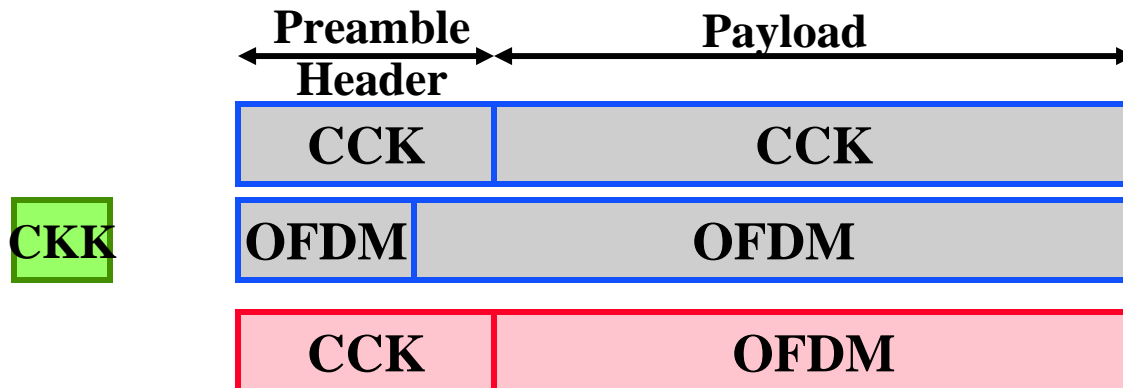 Preamble
Payload
Header
CCK CCK
CKK OFDM OFDM
CCK OFDM